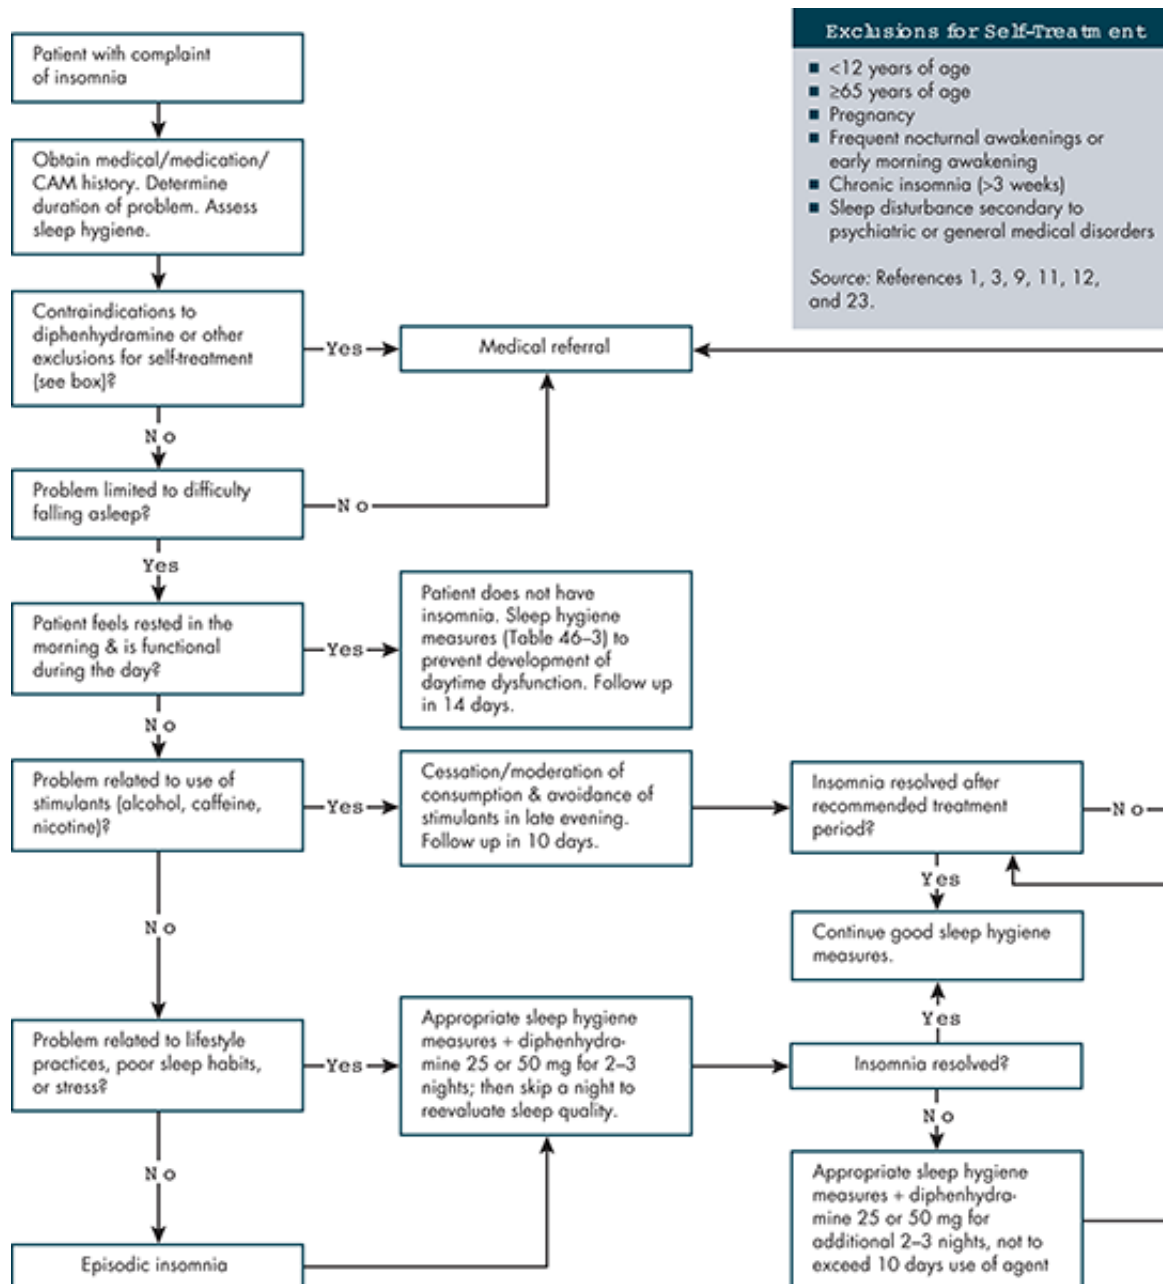 Patient with complaint
of insomnia
Exclusions for Self-Treatment
<12 years of age
≥65 years of age
Pregnancy
Frequent nocturnal awakenings or
early morning awakening
Chronic insomnia (>3 weeks)
Sleep disturbance secondary to
psychiatric or general medical disorders
Source: References 1, 3, 9, 11, 12,
and 23.
Obtain medical/medication/
CAM history. Determine
duration of problem. Assess
sleep hygiene.
Contraindications to
diphenhydramine or other
exclusions for self-treatment
(see box)?
Yes
Medical referral
No
Problem limited to difficulty
falling asleep?
No
Yes
Patient feels rested in the
morning & is functional
during the day?
Yes
Patient does not have
insomnia. Sleep hygiene
measures (Table 46–3) to
prevent development of
daytime dysfunction. Follow up
in 14 days.
No
Problem related to use of
stimulants (alcohol, caffeine,
nicotine)?
Yes
Cessation/moderation of
consumption & avoidance of
stimulants in late evening.
Follow up in 10 days.
Insomnia resolved after
recommended treatment
period?
No
Yes
Continue good sleep hygiene
measures.
No
Problem related to lifestyle
practices, poor sleep habits,
or stress?
Yes
Appropriate sleep hygiene
measures + diphenhydra-
mine 25 or 50 mg for 2–3
nights; then skip a night to
reevaluate sleep quality.
Yes
Insomnia resolved?
No
Appropriate sleep hygiene
measures + diphenhydra-
mine 25 or 50 mg for
additional 2–3 nights, not to
exceed 10 days use of agent
No
Episodic insomnia